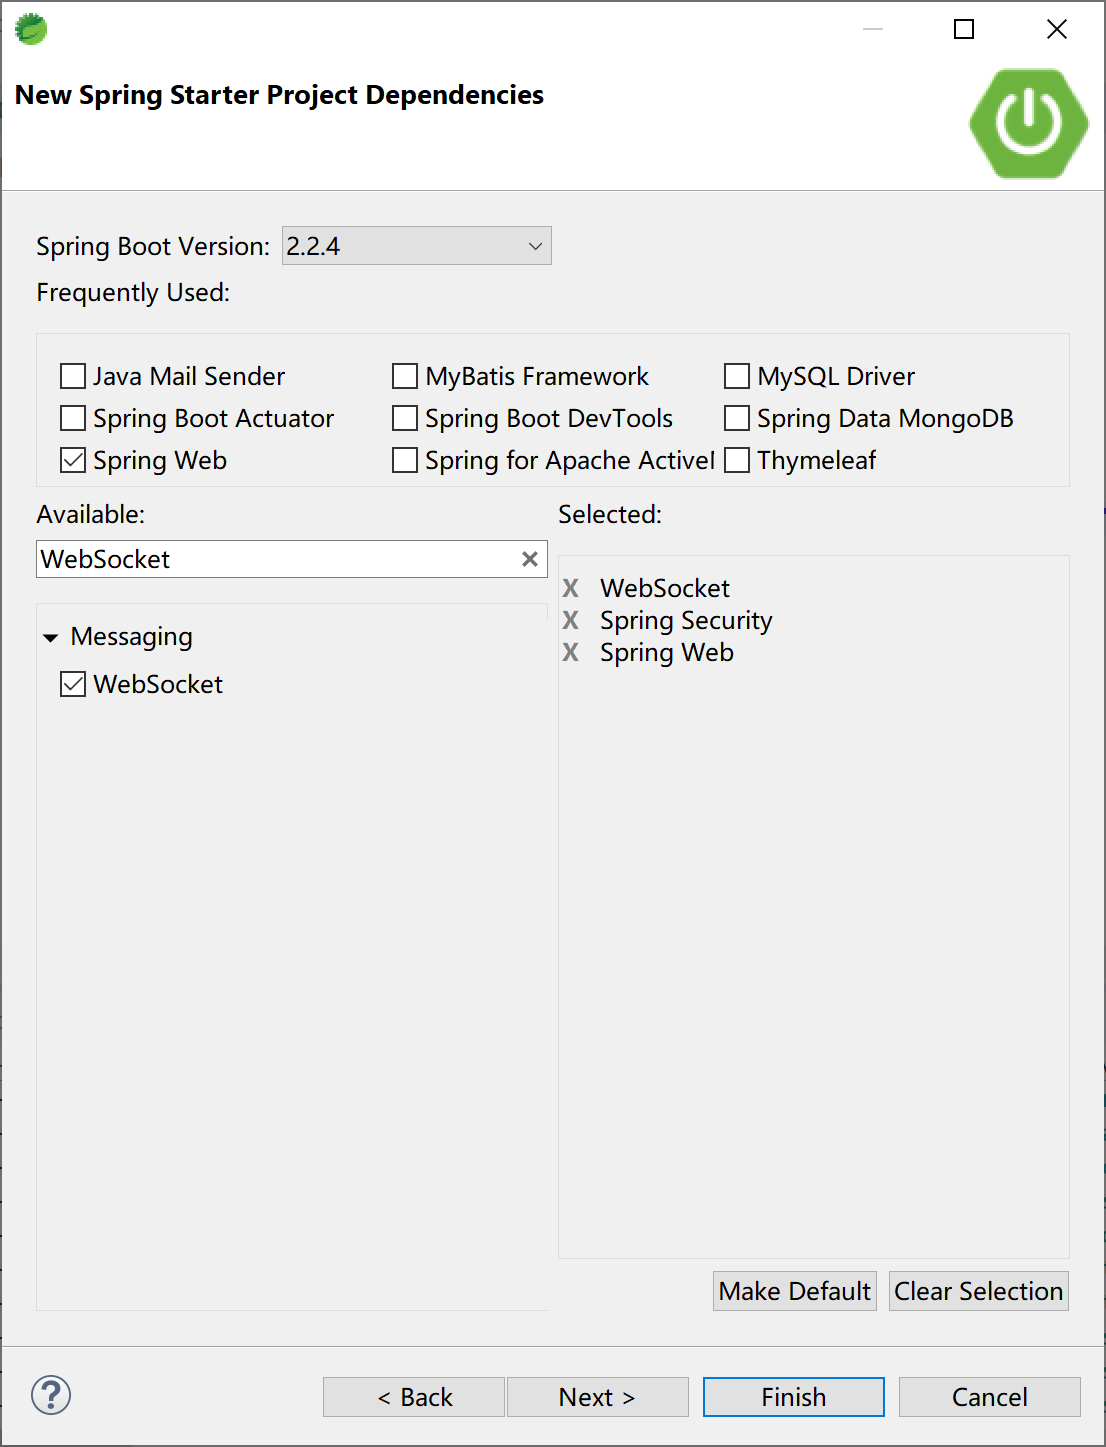 New Spring Starter Project Dependencies
Spring Boot Version: 2.2.4
Frequently Used:
Java Mail Sender MyBatis Framework MySQL Driver
Spring Boot Actuator Spring Boot DevTools Spring Data MongoDB
Spring Web Spring for Apache Active Thymeleaf
Available: Selected:
WebSocket
X WebSocket
X Spring Security
X Spring Web
Messaging
WebSocket
Make Default Clear Selection
? < Back Next > Finish Cancel